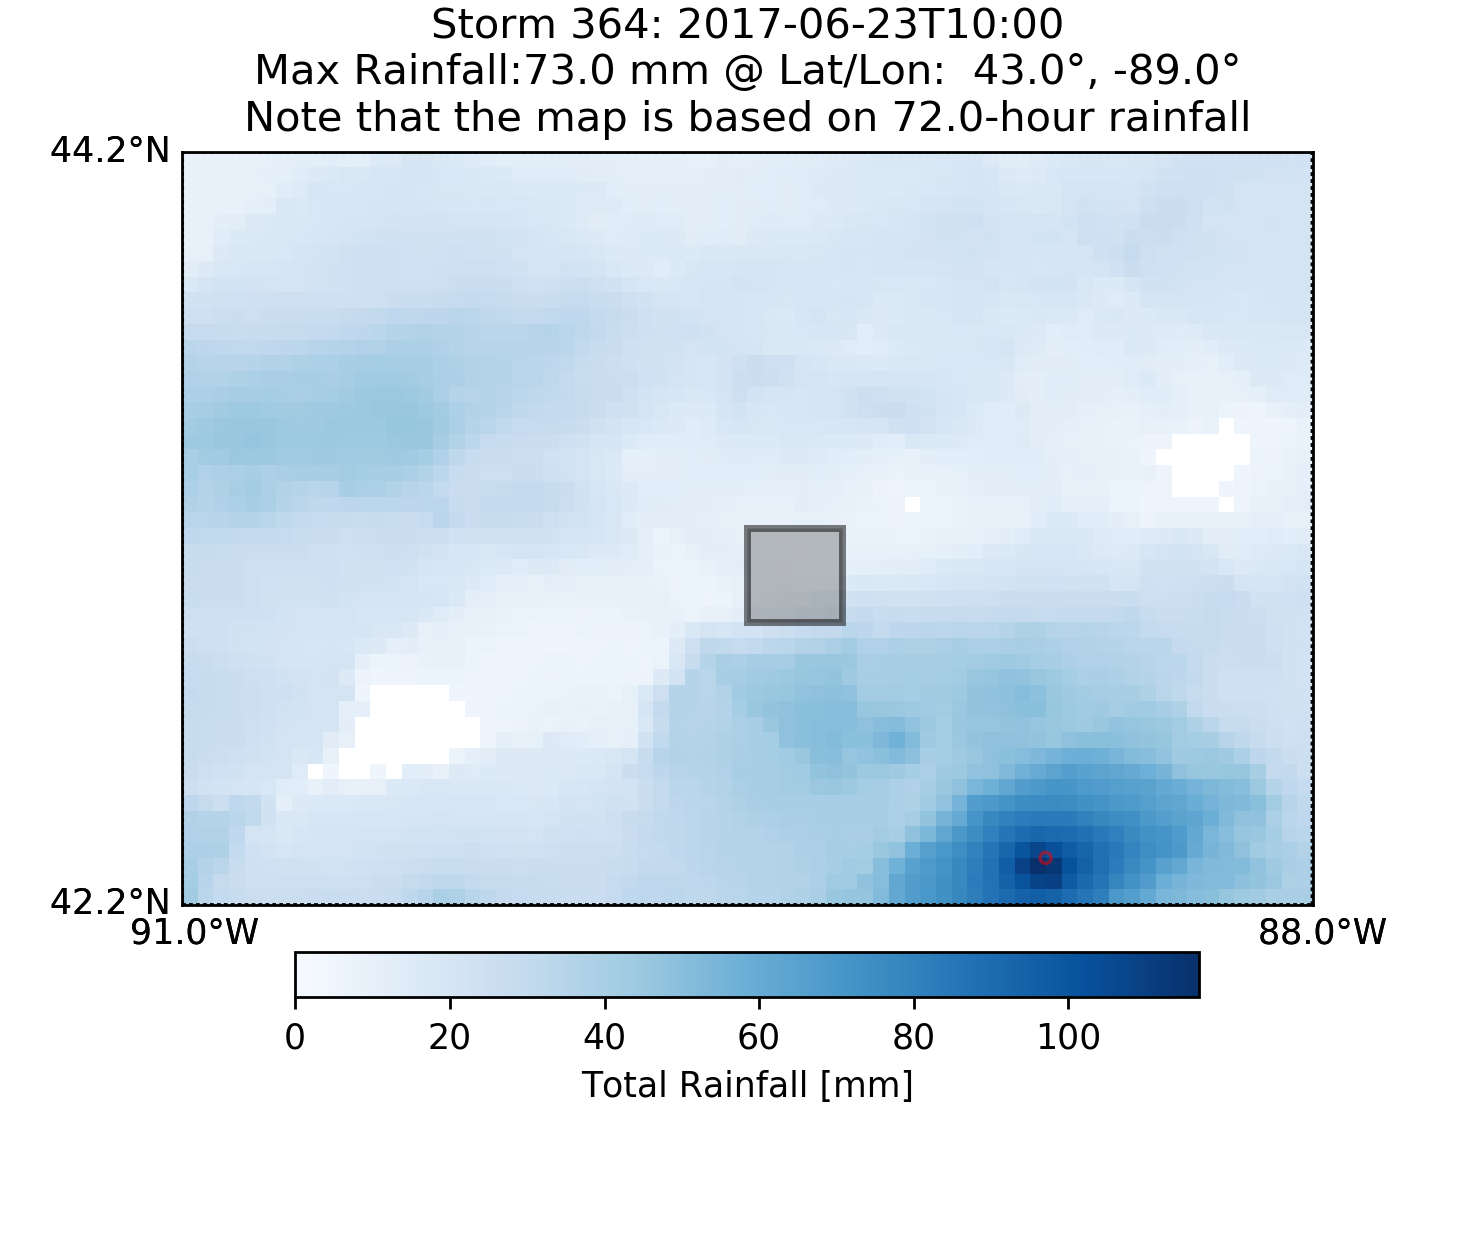 Storm 364: 2017-06-23T10:00
Max Rainfall:73.0 mm @ Lat/Lon:  43.0°, -89.0°
Note that the map is based on 72.0-hour rainfall
44.2°N
42.2°N
91.0°W 88.0°W
0 20 40 60 80 100
Total Rainfall [mm]